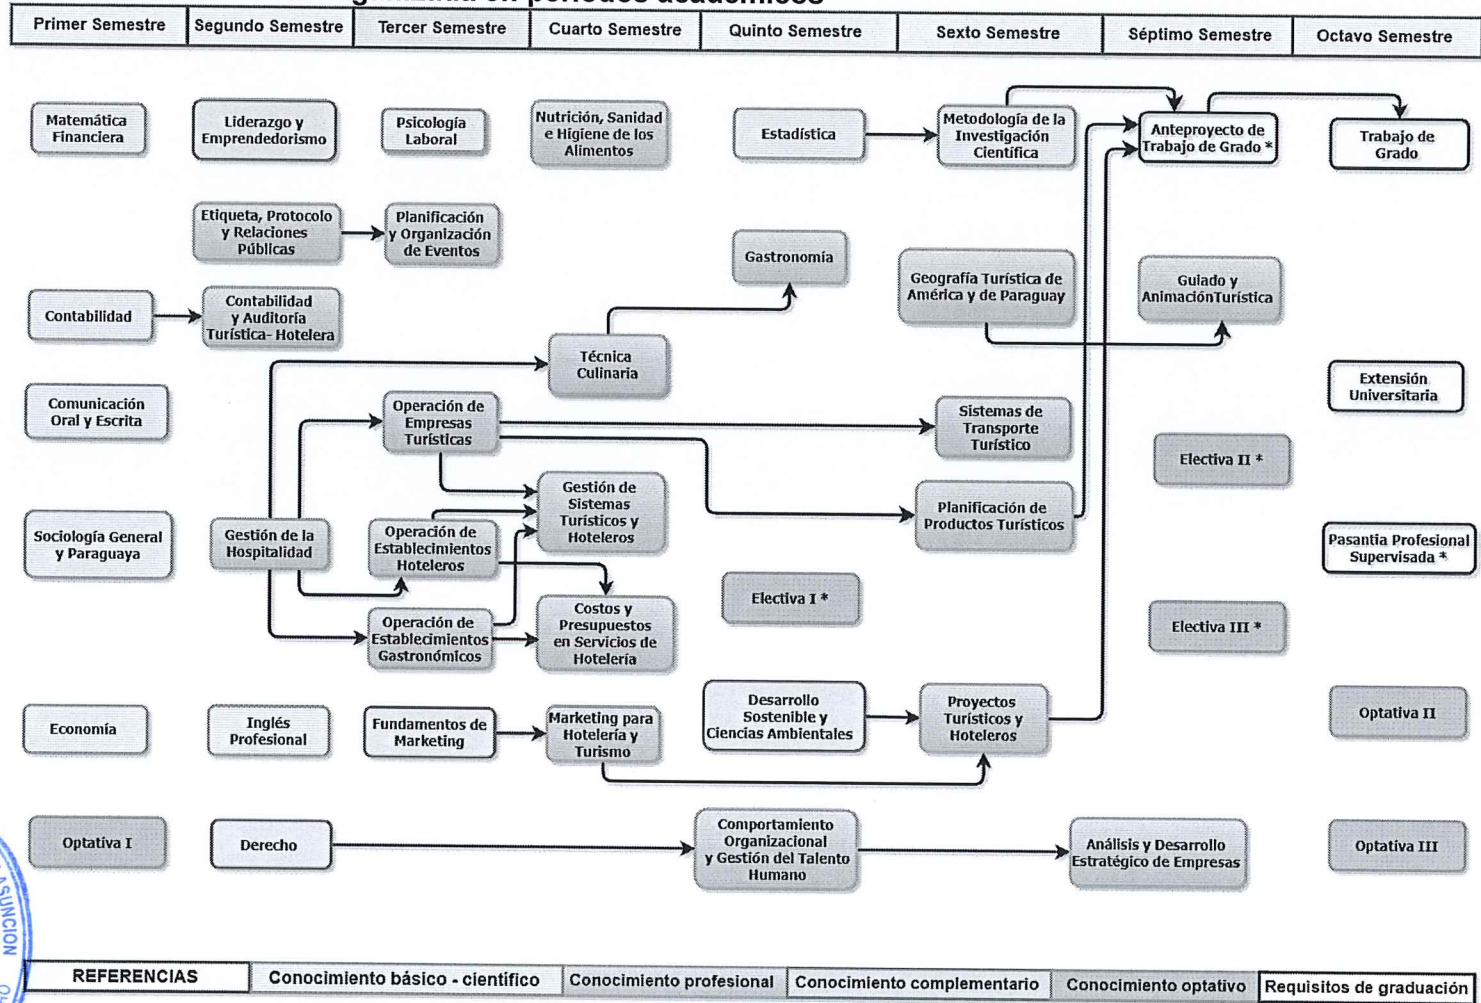 Primer Semestre
Segundo Semestre
Tercer Semestre
Cuarto Semestre
Quinto Semestre
Sexto Semestre
Séptimo Semestre
Octavo Semestre
Matemática
Financiera
Liderazgo y
Emprendedorismo
Psicología
Laboral
Nutrición, Sanidad
e Higiene de los
Alimentos
Estadística
Metodología de la
Investigación
Científica
Anteproyecto de
Trabajo de Grado *
Trabajo de
Grado
Etiqueta, Protocolo
y Relaciones
Públicas
Planificación
y Organización
de Eventos
Gastronomía
Geografía Turística de
América y de Paraguay
Guiado y
AnimaciónTurística
Contabilidad
Contabilidad
y Auditoría
Turística- Hotelera
Técnica
Culinaria
Extensión
Universitaria
Comunicación
Oral y Escrita
Operación de
Empresas
Turísticas
Sistemas de
Transporte
Turístico
Electiva II *
Gestión de
Sistemas
Turísticos y
Hoteleros
Planificación de
Productos Turísticos
Sociología General
y Paraguaya
Gestión de la
Hospitalidad
Operación de
Establecimientos
Hoteleros
Pasantia Profesional
Supervisada *
Electiva I *
Operación de
Establecimientos
Gastronómicos
Costos y
Presupuestos
en Servicios de
Hotelería
Electiva III *
Economía
Inglés
Profesional
Fundamentos de
Marketing
Marketing para
Hotelería y
Turismo
Desarrollo
Sostenible y
Ciencias Ambientales
Proyectos
Turísticos y
Hoteleros
Optativa II
Optativa I
Derecho
Comportamiento
Organizacional
y Gestión del Talento
Humano
Análisis y Desarrollo
Estratégico de Empresas
Optativa III
ASUNCION
REFERENCIAS
Conocimiento básico - científico
Conocimiento profesional
Conocimiento complementario
Conocimiento optativo
Requisitos de graduación